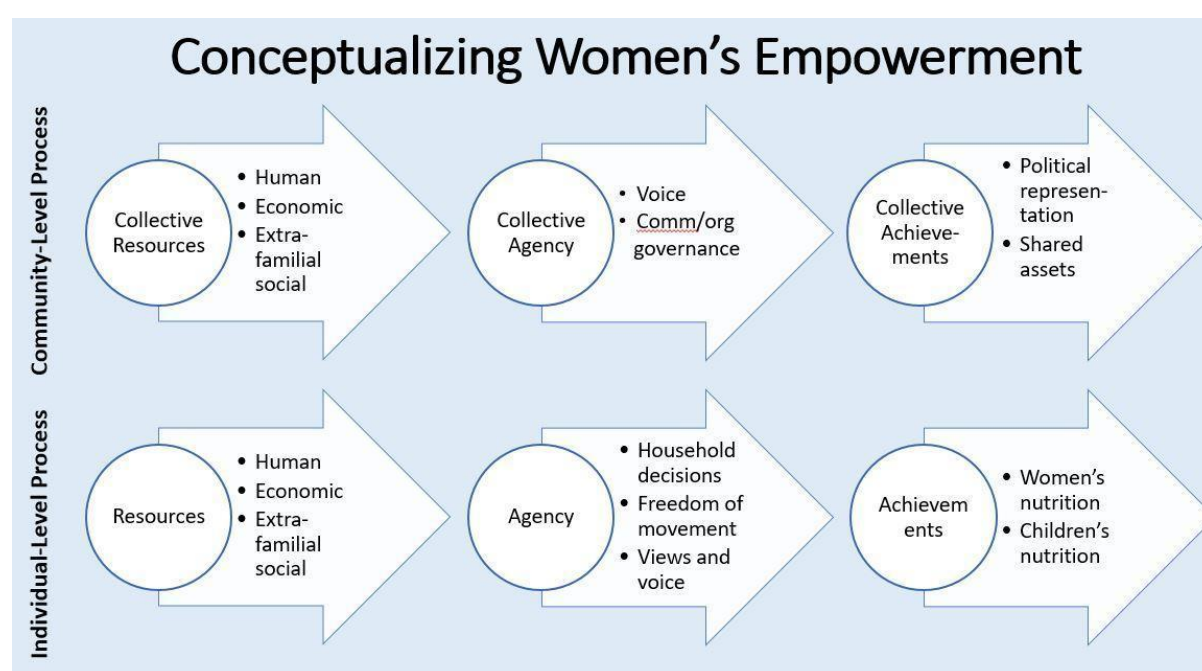 Conceptualizing Women's Empowerment
Community-Level Process
Collective
Resources
• Human
• Economic
• Extra-
familial
social
Collective
Agency
• Voice
• Comm/org
governance
Collective
Achieve-
ments
• Political
represen-
tation
• Shared
assets
Individual-Level Process
Resources
• Human
• Economic
• Extra-
familial
social
Agency
• Household
decisions
• Freedom of
movement
• Views and
voice
Achievem
ents
• Women's
nutrition
• Children's
nutrition